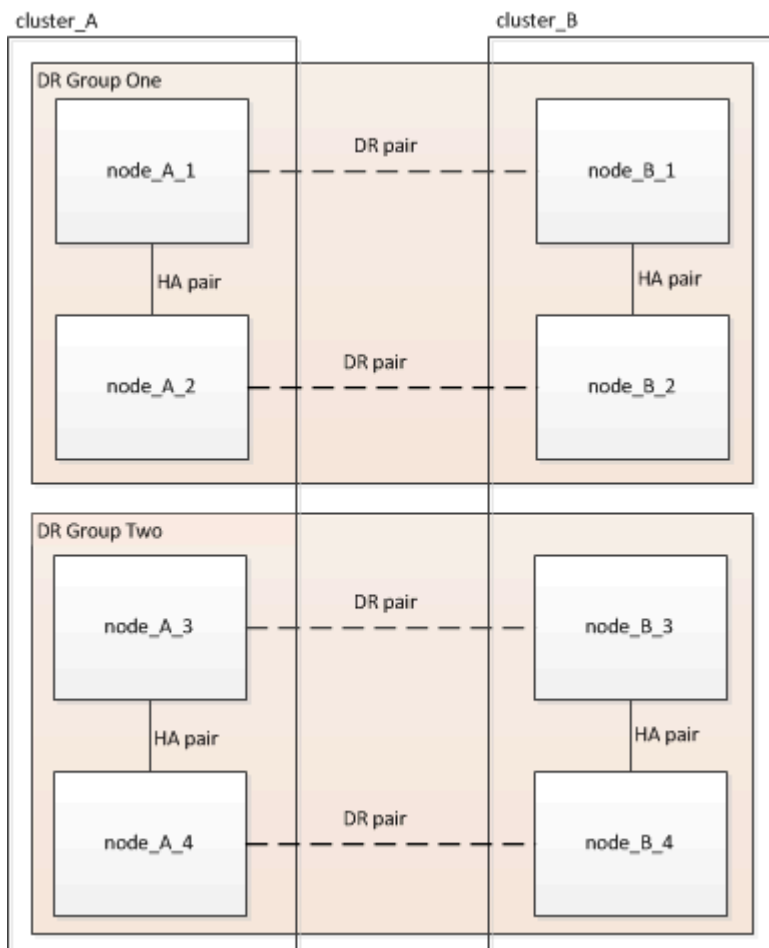 cluster_A
cluster_B
DR Group One
node_A_1
DR pair
node_B_1
HA pair
HA pair
node_A_2
DR pair
node_B_2
DR Group Two
node_A_3
DR pair
node_B_3
HA pair
HA pair
node_A_4
DR pair
node_B_4